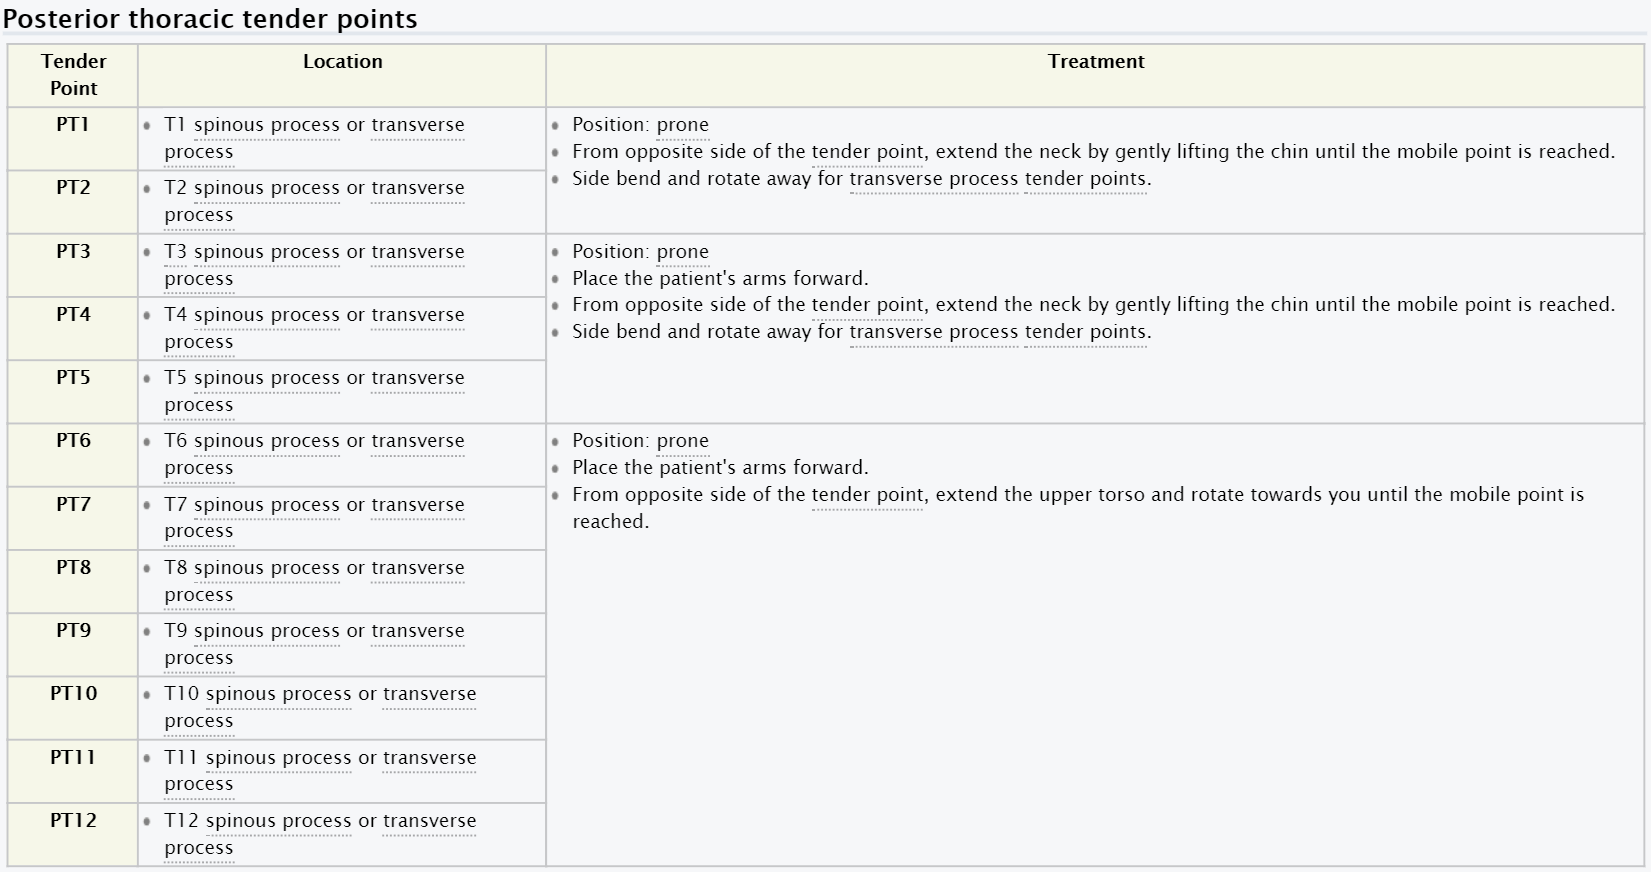 Posterior thoracic tender points
Tender
Point
Location
Treatment
PT1
T1 spinous process or transverse
process
Position: prone
From opposite side of the tender point, extend the neck by gently lifting the chin until the mobile point is reached.
Side bend and rotate away for transverse process tender points.
PT2
T2 spinous process or transverse
process
PT3
T3 spinous process or transverse
process
Position: prone
Place the patient's arms forward.
From opposite side of the tender point, extend the neck by gently lifting the chin until the mobile point is reached.
Side bend and rotate away for transverse process tender points.
PT4
T4 spinous process or transverse
process
PT5
T5 spinous process or transverse
process
PT6
T6 spinous process or transverse
process
Position: prone
Place the patient's arms forward.
From opposite side of the tender point, extend the upper torso and rotate towards you until the mobile point is
reached.
PT7
T7 spinous process or transverse
process
PT8
T8 spinous process or transverse
process
PT9
T9 spinous process or transverse
process
PT10
T10 spinous process or transverse
process
PT11
T11 spinous process or transverse
process
PT12
T12 spinous process or transverse
process